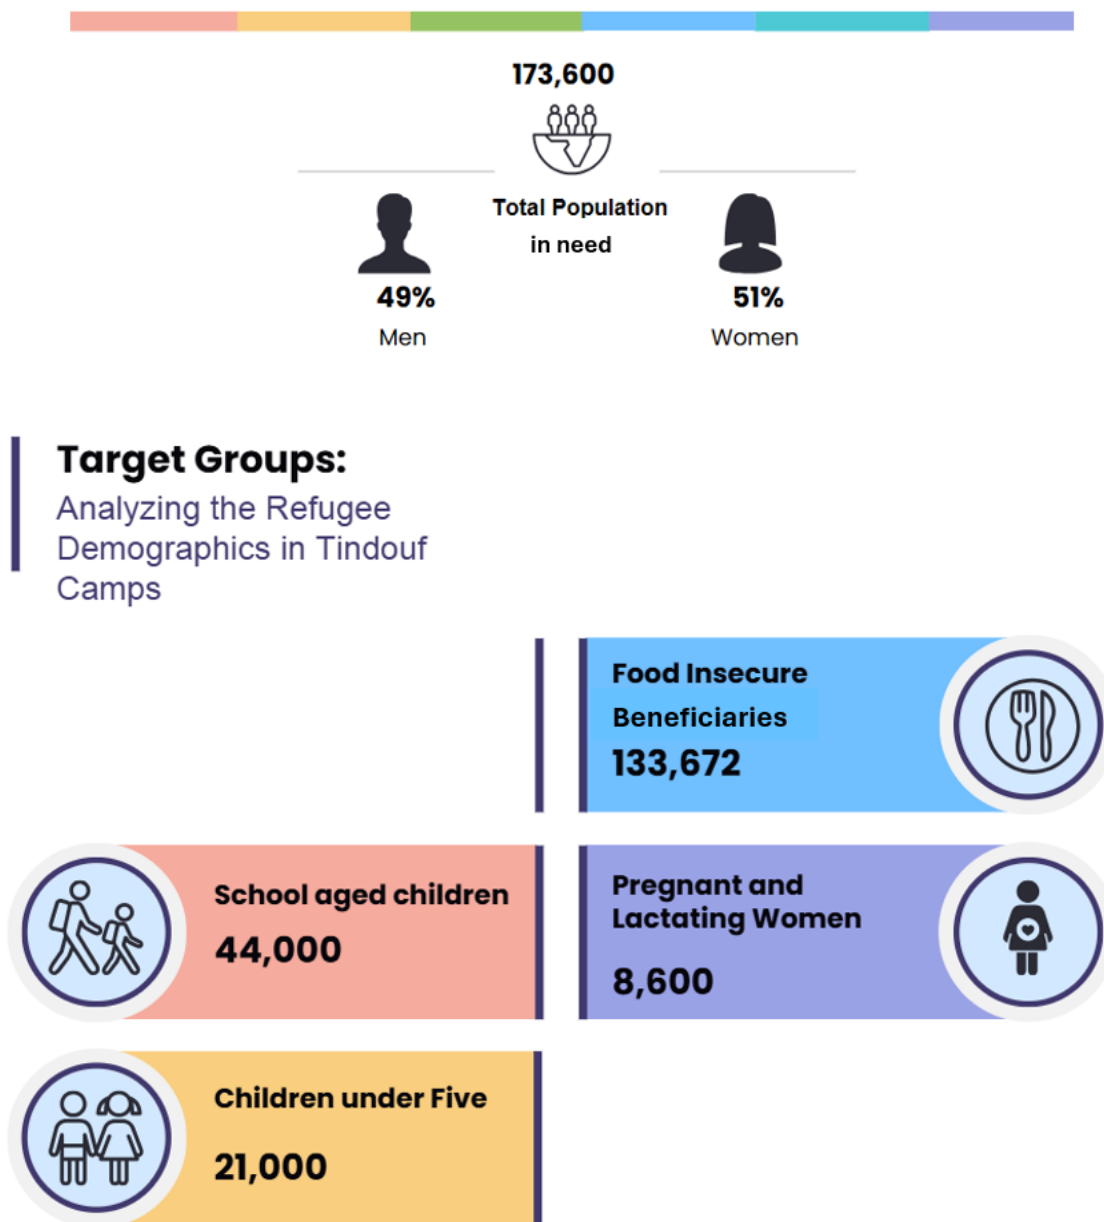 173,600
Total Population
in need
49%
Men
51%
Women
Target Groups:
Analyzing the Refugee
Demographics in Tindouf
Camps
Food Insecure
Beneficiaries
133,672
School aged children
44,000
Pregnant and
Lactating Women
8,600
Children under Five
21,000